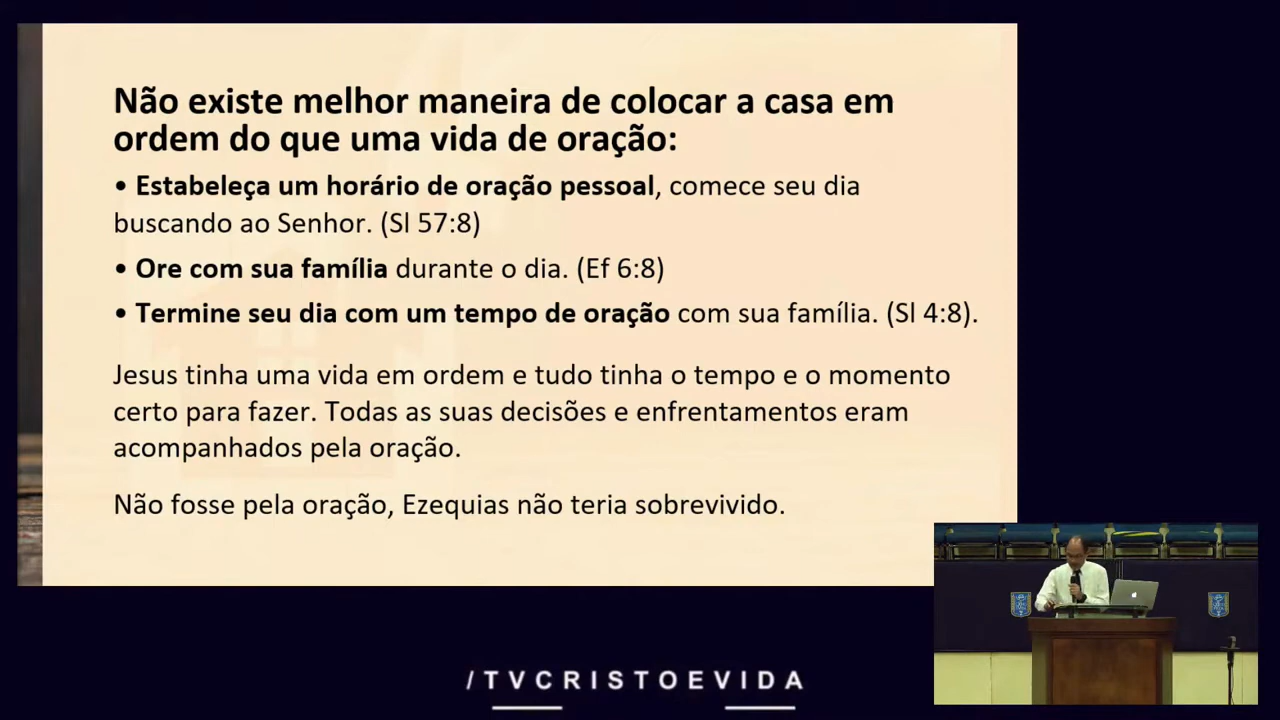 Não existe melhor maneira de colocar a casa em
ordem do que uma vida de oração:
• Estabeleça um horário de oração pessoal, comece seu dia
buscando ao Senhor. (Sl 57:8)
• Ore com sua família durante o dia. (Ef 6:8)
• Termine seu dia com um tempo de oração com sua família. (Sl 4:8).
Jesus tinha uma vida em ordem e tudo tinha o tempo e o momento
certo para fazer. Todas as suas decisões e enfrentamentos eram
acompanhados pela oração.
Não fosse pela oração, Ezequias não teria sobrevivido.
/TVCRISTOEVIDA